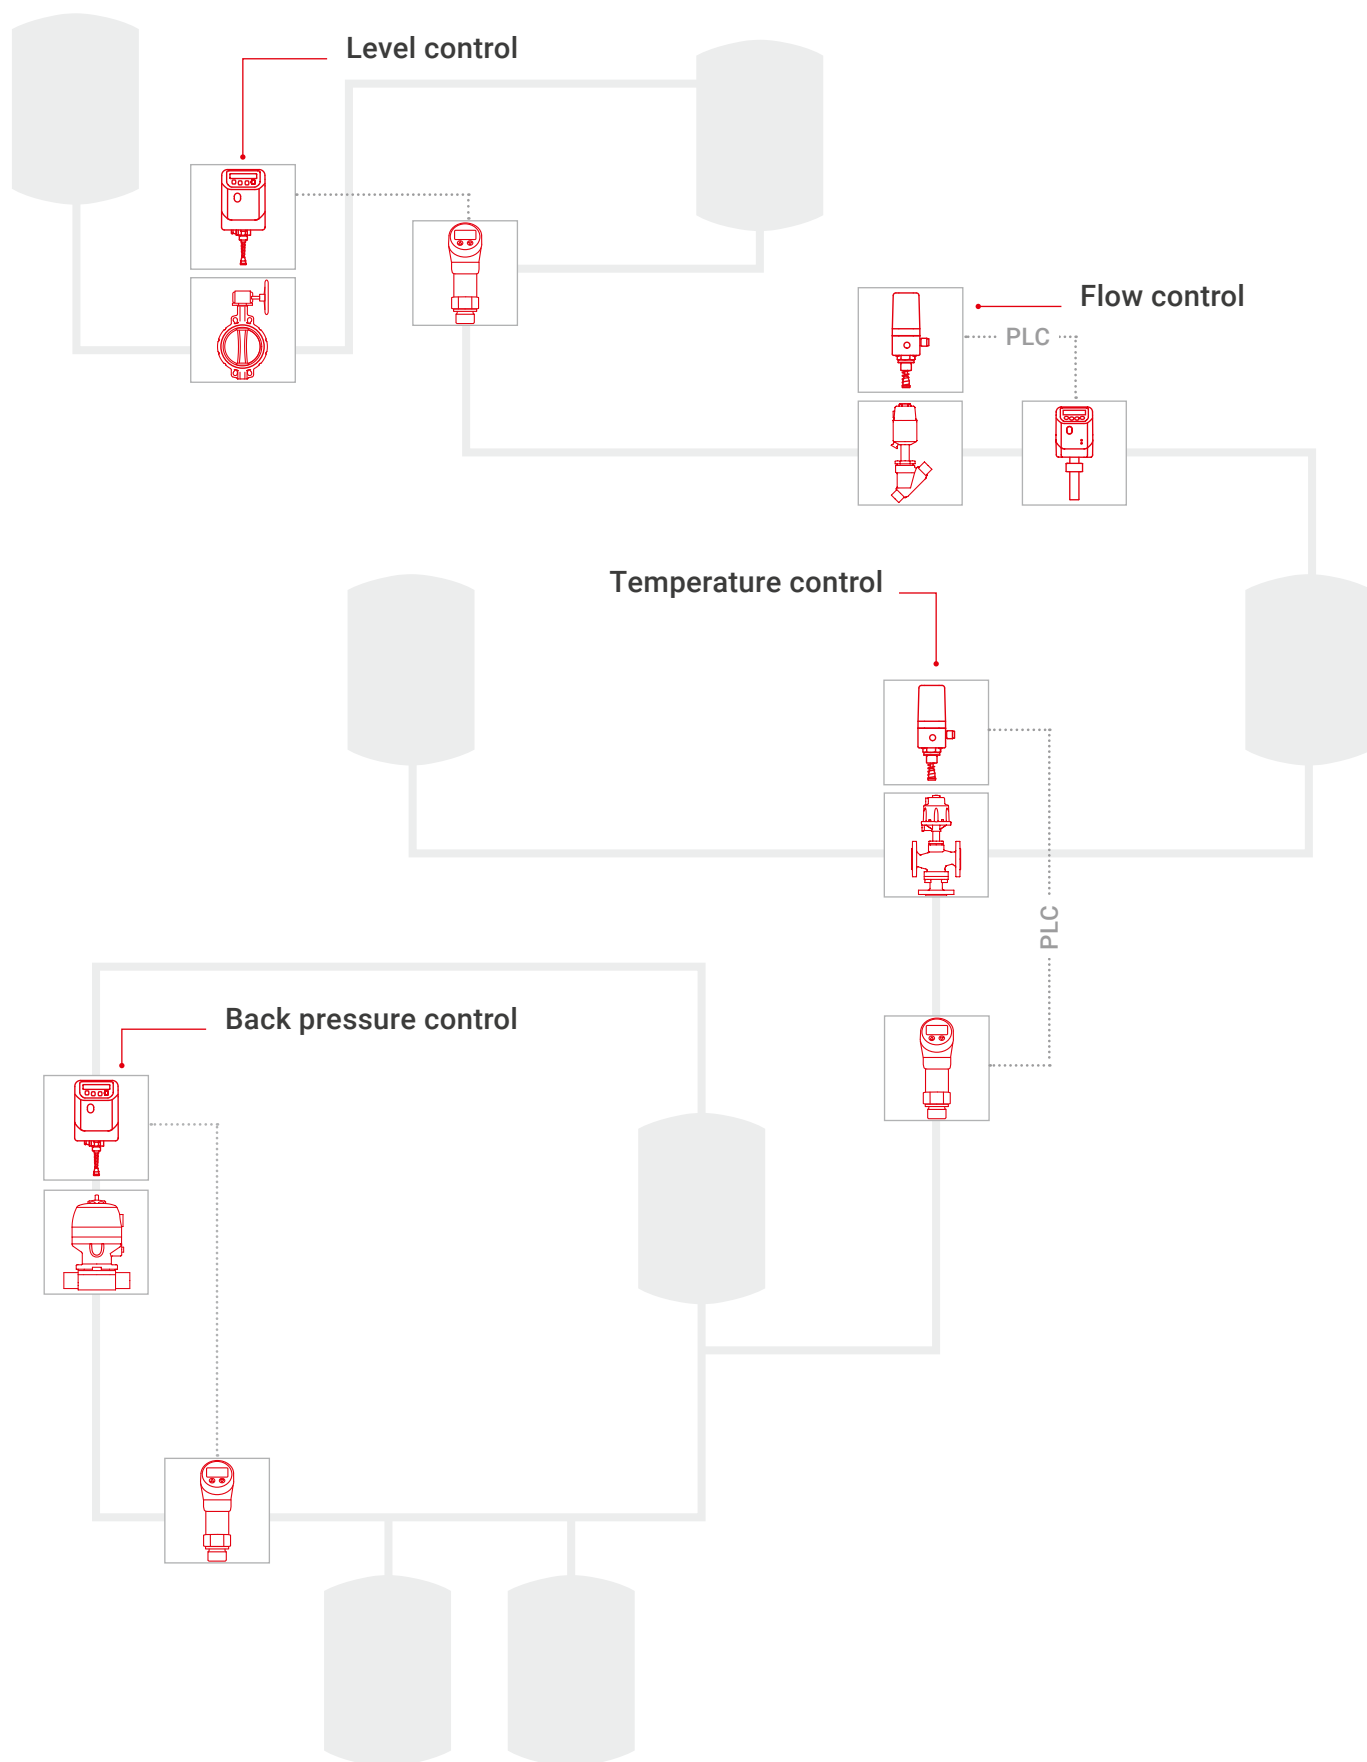 Level control
Flow control
PLC
Temperature control
PLC
Back pressure control